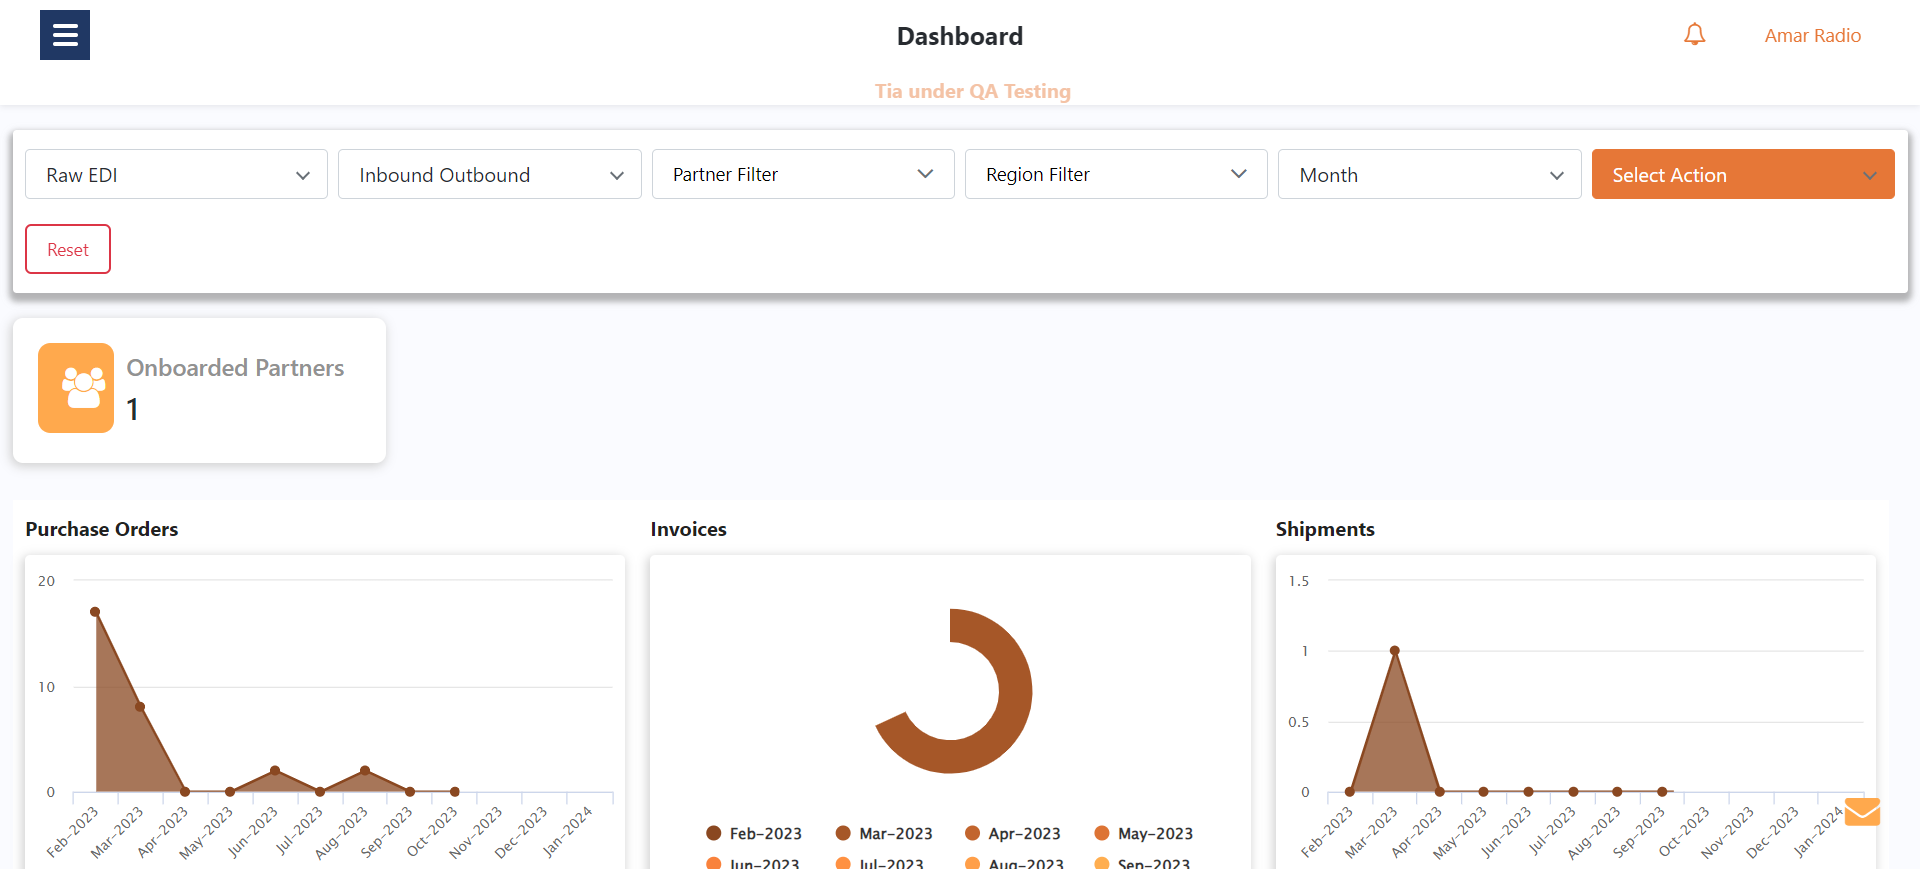 Dashboard
Amar Radio
Tia under QA Testing
Raw EDI
Inbound Outbound
Partner Filter
Region Filter
Month
Select Action
Reset
Onboarded Partners
1
Purchase Orders
20
10
0
Feb-2023
Mar-2023
Apr-2023
May-2023
Jun-2023
Jul-2023
Aug-2023
Sep-2023
Oct-2023
Nov-2023
Dec-2023
Jan-2024
Invoices
Feb-2023
Mar-2023
Apr-2023
May-2023
Jun-2023
Jul-2023
Aug-2023
Sep-2023
Shipments
1.5
1
0.5
0
Feb-2023
Mar-2023
Apr-2023
May-2023
Jun-2023
Jul-2023
Aug-2023
Sep-2023
Oct-2023
Nov-2023
Dec-2023
Jan-2024